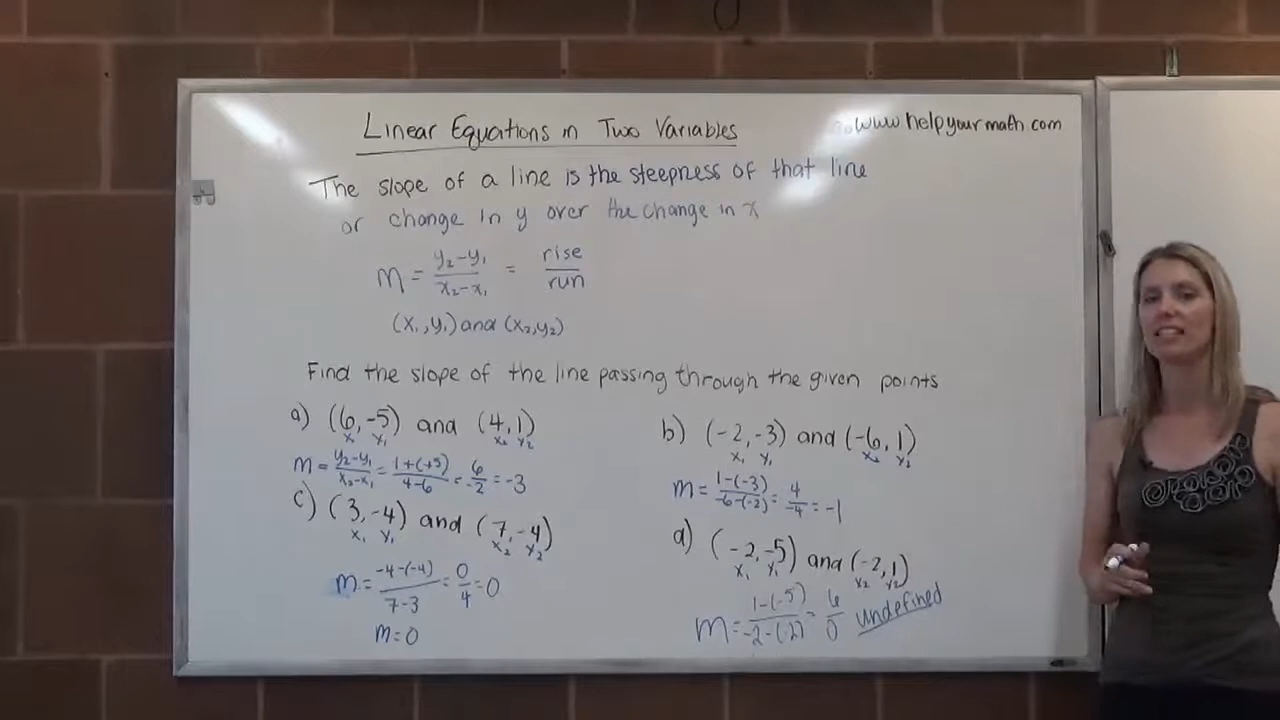 Linear Equations in Two Variables
www.helpyourmath.com
The slope of a line is the steepness of that line
or change in y over the change in x
m = y₂-y₁/x₂-x₁ = rise/run
(x₁,y₁) and (x₂,y₂)
Find the slope of the line passing through the given points
a) (6,-5) and (4,1)
x₁ y₁ x₂ y₂
m = y₂-y₁/x₂-x₁ = 1+(+5)/4-6 = 6/-2 = -3
b) (-2,-3) and (-6,1)
x₁ y₁ x₂ y₂
m = 1-(-3)/-6-(-2) = 4/-4 = -1
c) (3,-4) and (7,-4)
x₁ y₁ x₂ y₂
m = -4-(-4)/7-3 = 0/4 = 0
m = 0
d) (-2,-5) and (-2,1)
x₁ y₁ x₂ y₂
m = 1-(-5)/-2-(-2) = 6/0 undefined